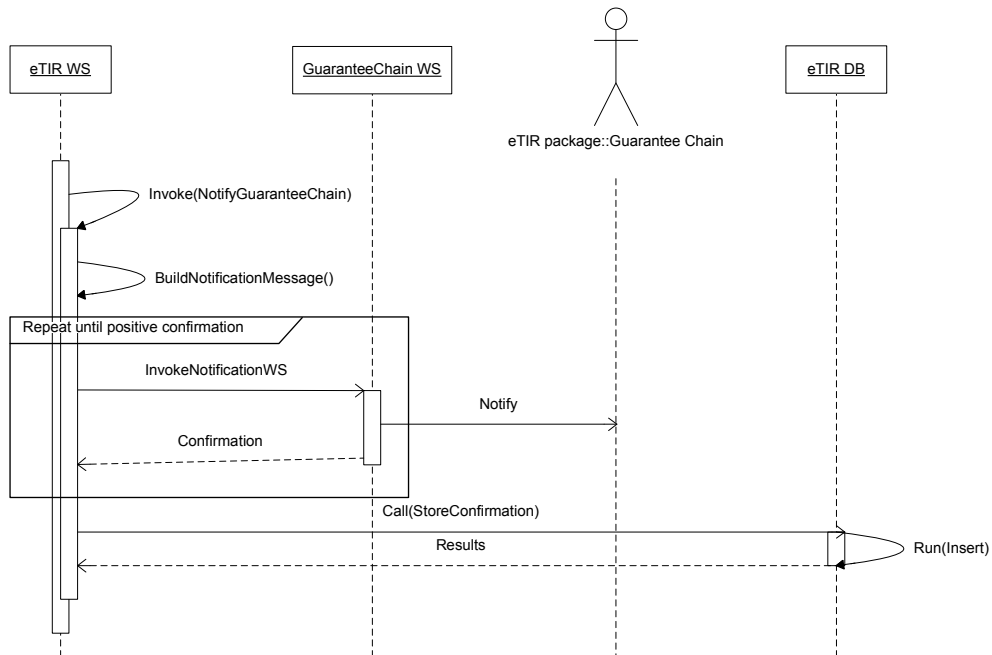 eTIR WS
GuaranteeChain WS
eTIR DB
eTIR package::Guarantee Chain
Invoke(NotifyGuaranteeChain)
BuildNotificationMessage()
Repeat until positive confirmation
InvokeNotificationWS
Notify
Confirmation
Call(StoreConfirmation)
Results
Run(Insert)